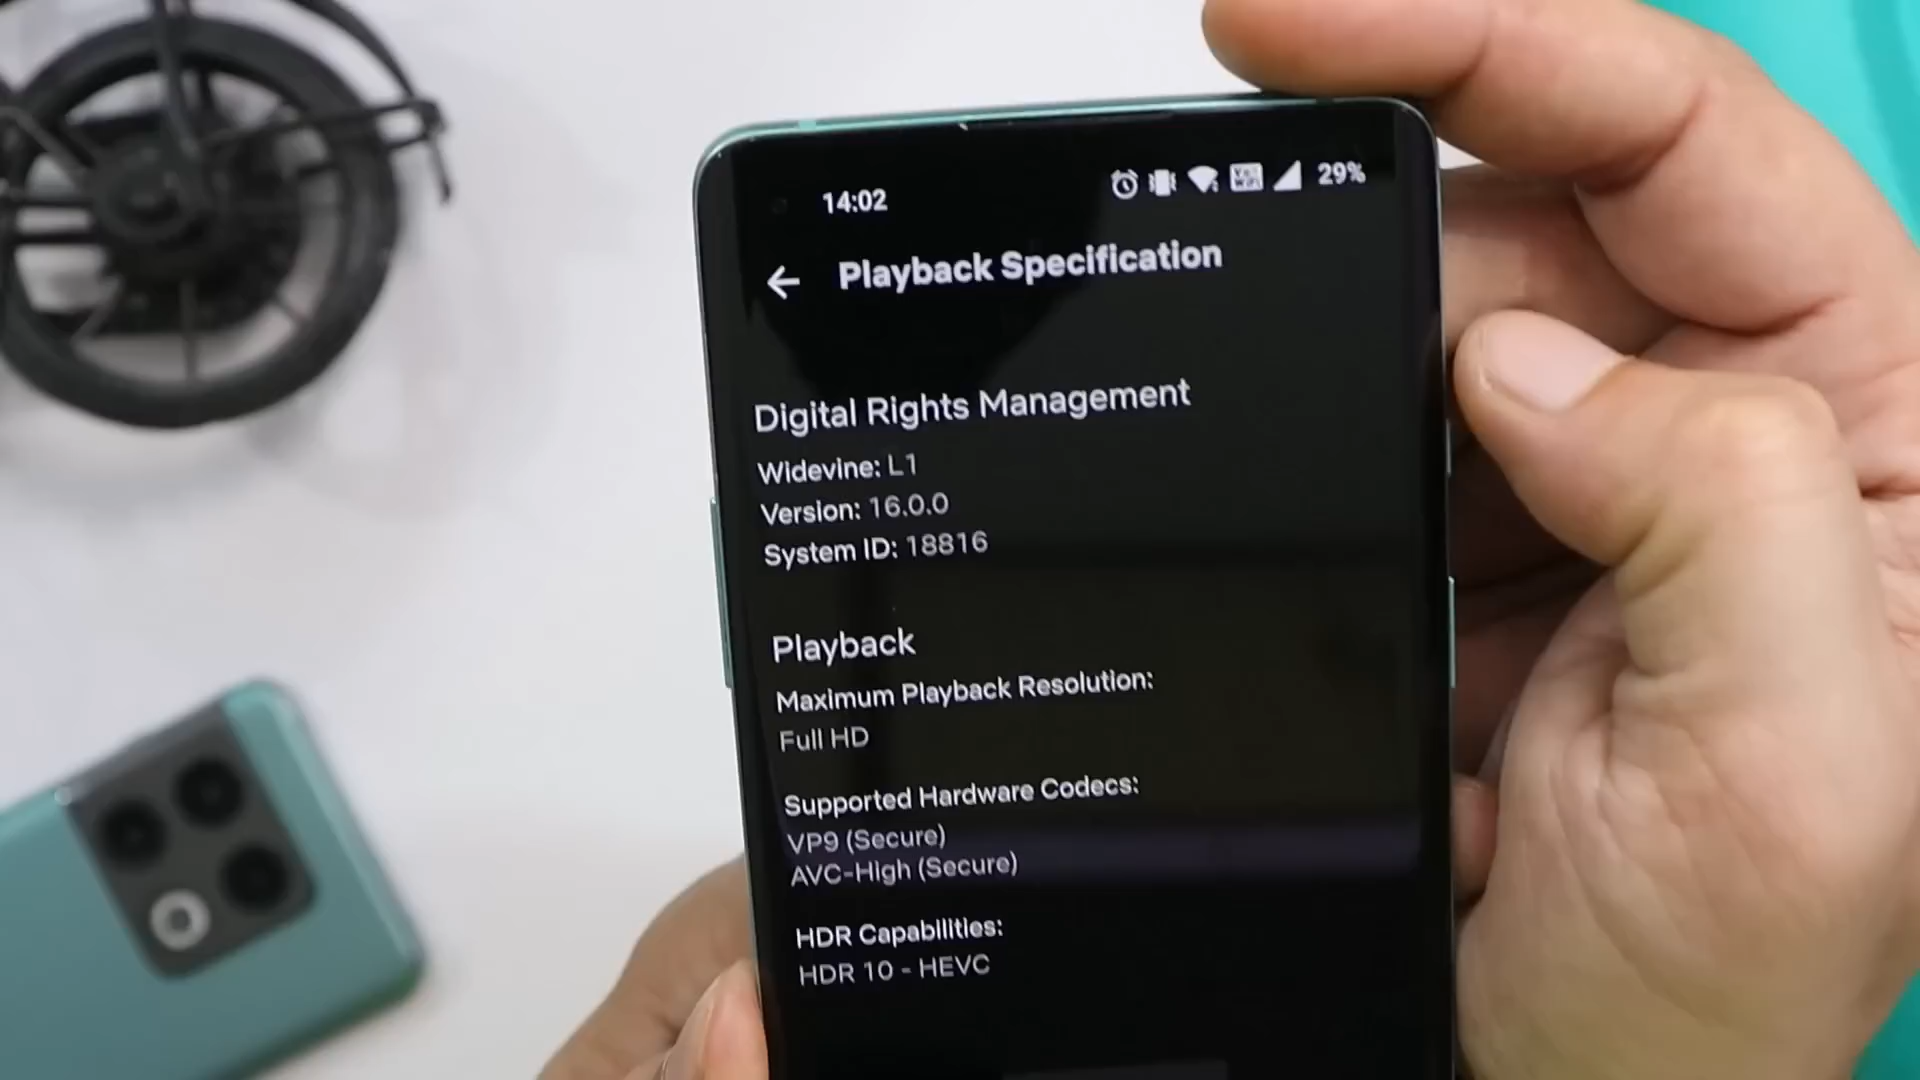 14:02
29%
Playback Specification
Digital Rights Management
Widevine: L1
Version: 16.0.0
System ID: 18816
Playback
Maximum Playback Resolution:
Full HD
Supported Hardware Codecs:
VP9 (Secure)
AVC-High (Secure)
HDR Capabilities:
HDR 10 - HEVC